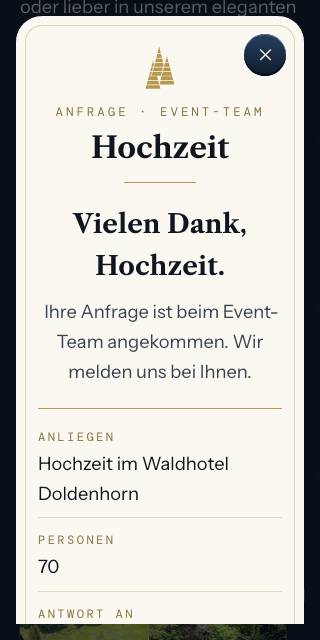 oder lieber in unserem eleganten
ANFRAGE · EVENT-TEAM
Hochzeit
Vielen Dank,
Hochzeit.
Ihre Anfrage ist beim Event-
Team angekommen. Wir
melden uns bei Ihnen.
ANLIEGEN
Hochzeit im Waldhotel
Doldenhorn
PERSONEN
70
ANTWORT AN